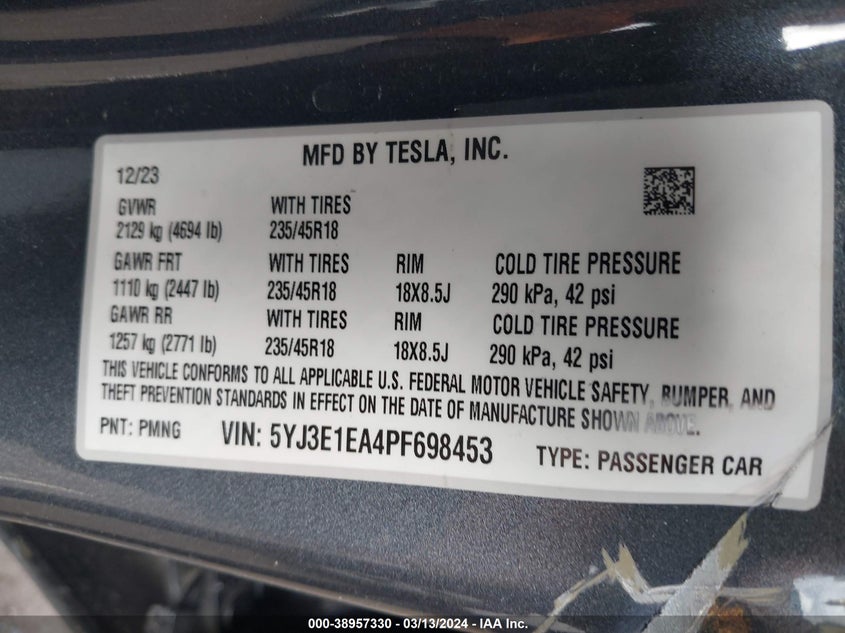 MFD BY TESLA, INC.
12/23
GVWR WITH TIRES
2129 kg (4694 lb) 235/45R18
GAWR FRT WITH TIRES RIM COLD TIRE PRESSURE
1110 kg (2447 lb) 235/45R18 18X8.5J 290 kPa, 42 psi
GAWR RR WITH TIRES RIM COLD TIRE PRESSURE
1257 kg (2771 lb) 235/45R18 18X8.5J 290 kPa, 42 psi
THIS VEHICLE CONFORMS TO ALL APPLICABLE U.S. FEDERAL MOTOR VEHICLE SAFETY, BUMPER, AND
THEFT PREVENTION STANDARDS IN EFFECT ON THE DATE OF MANUFACTURE SHOWN ABOVE.
PNT: PMNG VIN: 5YJ3E1EA4PF698453 TYPE: PASSENGER CAR
000-38957330 — 03/13/2024 — IAA Inc.